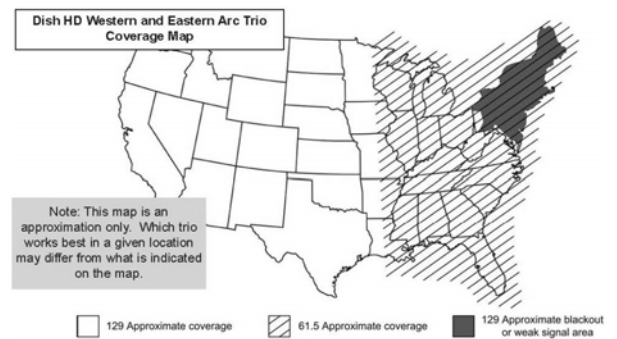 Dish HD Western and Eastern Arc Trio
Coverage Map
Note: This map is an
approximation only. Which trio
works best in a given location
may differ from what is indicated
on the map.
129 Approximate coverage
61.5 Approximate coverage
129 Approximate blackout
or weak signal area